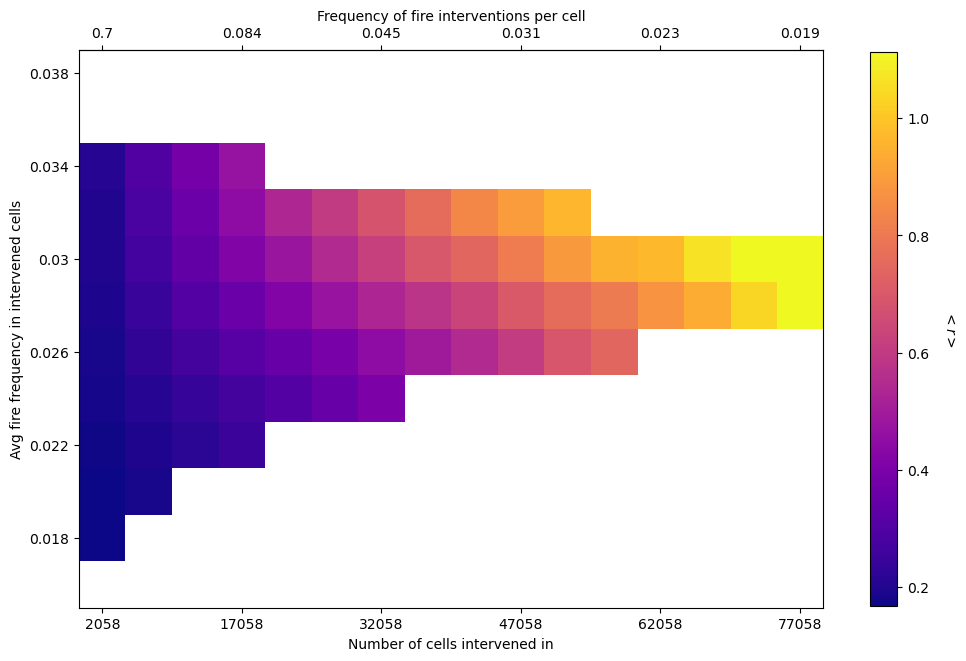 Frequency of fire interventions per cell
0.7 0.084 0.045 0.031 0.023 0.019
Avg fire frequency in intervened cells
0.038
0.034
0.03
0.026
0.022
0.018
2058 17058 32058 47058 62058 77058
Number of cells intervened in
1.0
0.8
0.6
0.4
0.2
< r >